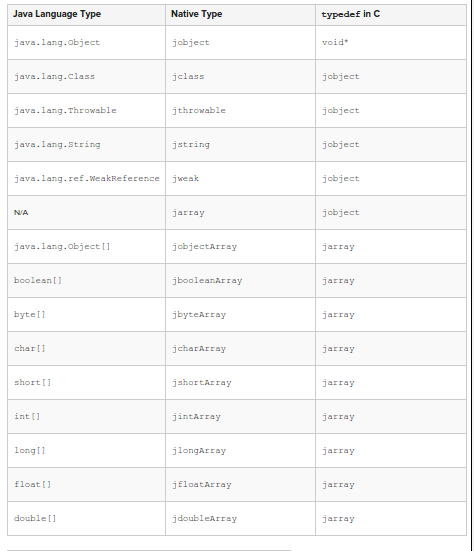 Java Language Type Native Type typedef in C
java.lang.Object jobject void*
java.lang.Class jclass jobject
java.lang.Throwable jthrowable jobject
java.lang.String jstring jobject
java.lang.ref.WeakReference jweak jobject
N/A jarray jobject
java.lang.Object[] jobjectArray jarray
boolean[] jbooleanArray jarray
byte[] jbyteArray jarray
char[] jcharArray jarray
short[] jshortArray jarray
int[] jintArray jarray
long[] jlongArray jarray
float[] jfloatArray jarray
double[] jdoubleArray jarray